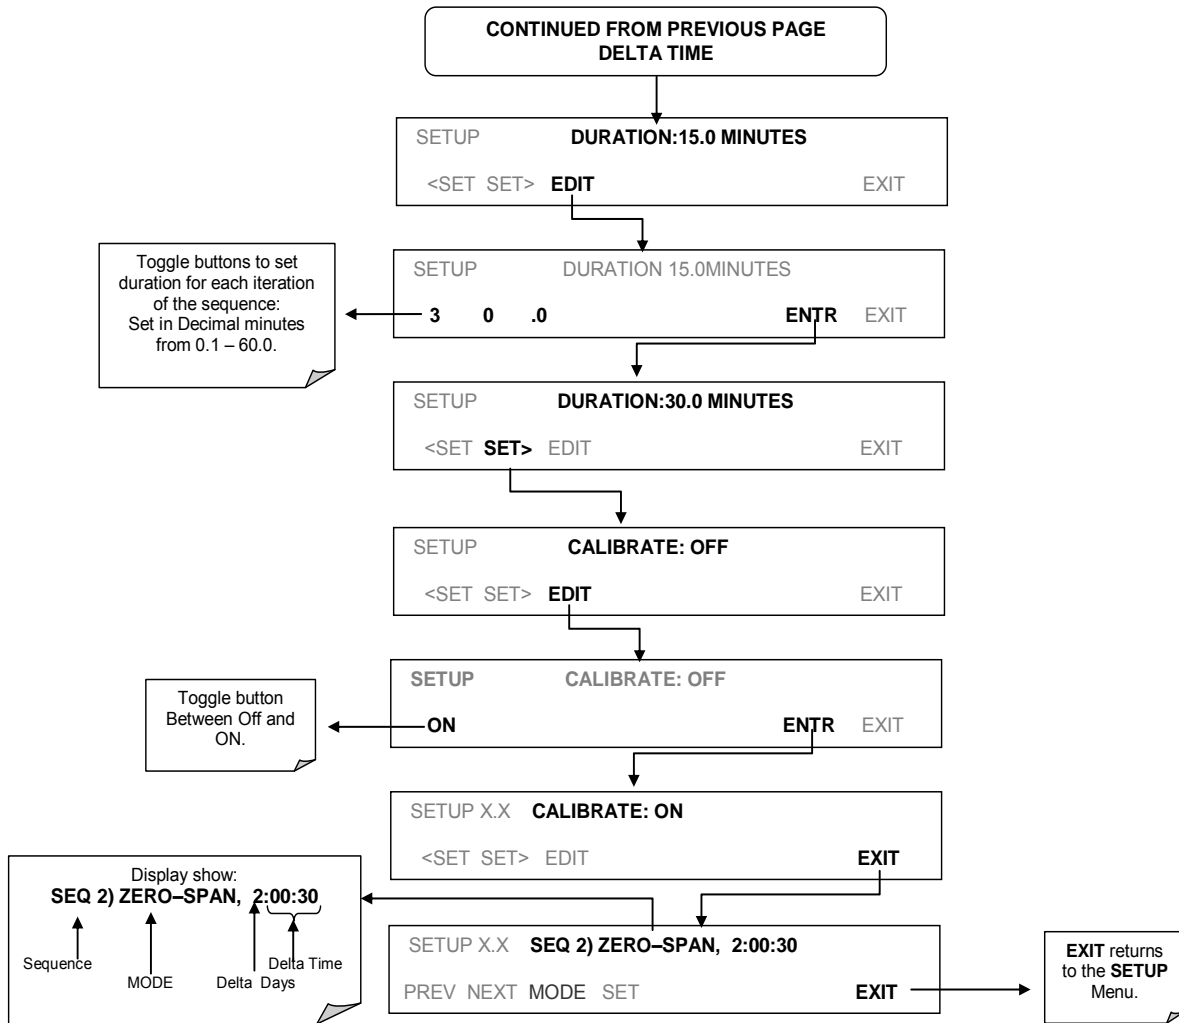 CONTINUED FROM PREVIOUS PAGE
DELTA TIME
SETUP DURATION:15.0 MINUTES
<SET SET> EDIT EXIT
Toggle buttons to set
duration for each iteration
of the sequence:
Set in Decimal minutes
from 0.1 – 60.0.
SETUP DURATION 15.0MINUTES
3 0 .0 ENTR EXIT
SETUP DURATION:30.0 MINUTES
<SET SET> EDIT EXIT
SETUP CALIBRATE: OFF
<SET SET> EDIT EXIT
Toggle button
Between Off and
ON.
SETUP CALIBRATE: OFF
ON ENTR EXIT
SETUP X.X CALIBRATE: ON
<SET SET> EDIT EXIT
Display show:
SEQ 2) ZERO–SPAN, 2:00:30
Sequence
MODE
Delta Days
Delta Time
SETUP X.X SEQ 2) ZERO–SPAN, 2:00:30
PREV NEXT MODE SET EXIT
EXIT returns
to the SETUP
Menu.